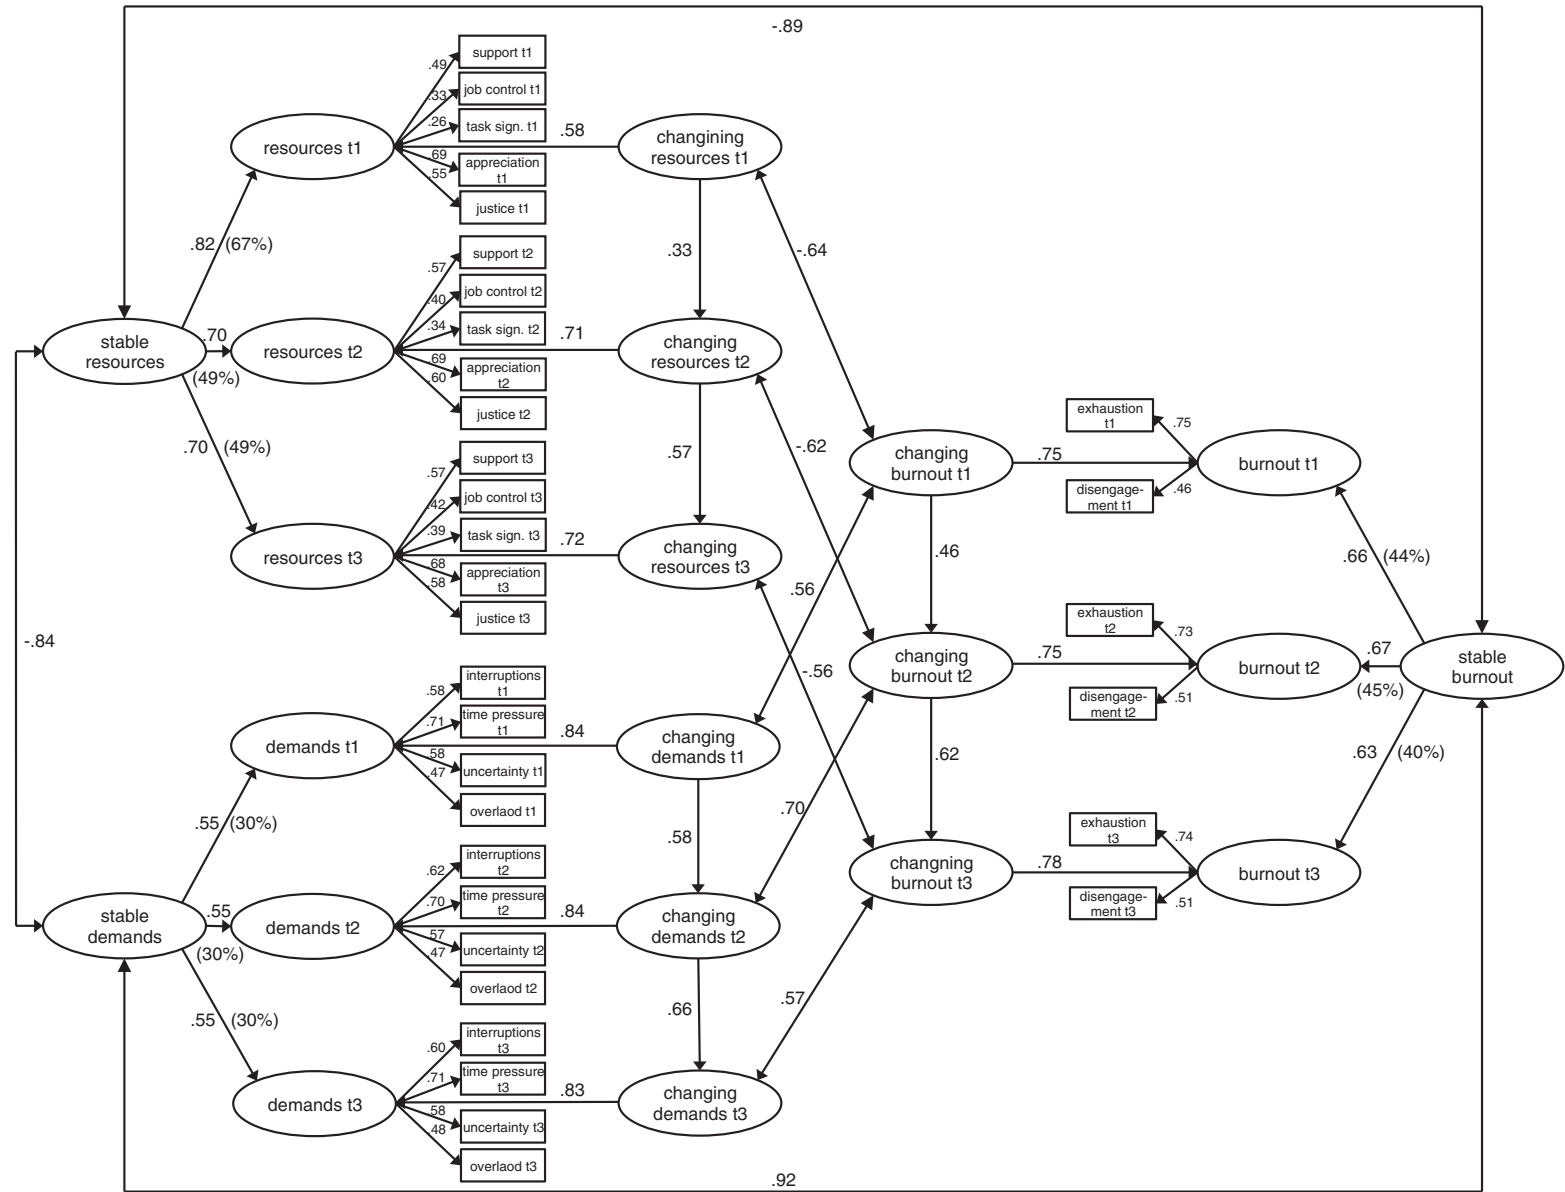 -.89
support t1
.49
job control t1
.33
task sign. t1
.26
resources t1
.58
changining
resources t1
.69
appreciation
t1
.55
justice t1
.82 (67%)
.33
-.64
support t2
.57
job control t2
.40
task sign. t2
.34
stable
resources
.70
(49%)
resources t2
.71
changing
resources t2
.69
appreciation
t2
.60
justice t2
.70 (49%)
.57
-.62
support t3
.57
job control t3
.42
task sign. t3
.39
resources t3
.72
changing
resources t3
.68
appreciation
t3
.58
justice t3
exhaustion
t1
.75
changing
burnout t1
.75
burnout t1
disengage-
ment t1
.46
.46
.56
.66 (44%)
-.84
exhaustion
t2
.73
changing
burnout t2
.75
burnout t2
.67
(45%)
stable
burnout
disengage-
ment t2
.51
-.56
interruptions
t1
.58
time pressure
t1
.71
demands t1
.84
changing
demands t1
.58
uncertainty t1
.47
overlaod t1
.62
.63 (40%)
.70
.55 (30%)
.58
exhaustion
t3
.74
changning
burnout t3
.78
burnout t3
disengage-
ment t3
.51
interruptions
t2
.62
time pressure
t2
.70
stable
demands
.55
(30%)
demands t2
.84
changing
demands t2
.57
uncertainty t2
.47
overlaod t2
.55 (30%)
.66
.57
interruptions
t3
.60
time pressure
t3
.71
demands t3
.83
changing
demands t3
.58
uncertainty t3
.48
overlaod t3
.92